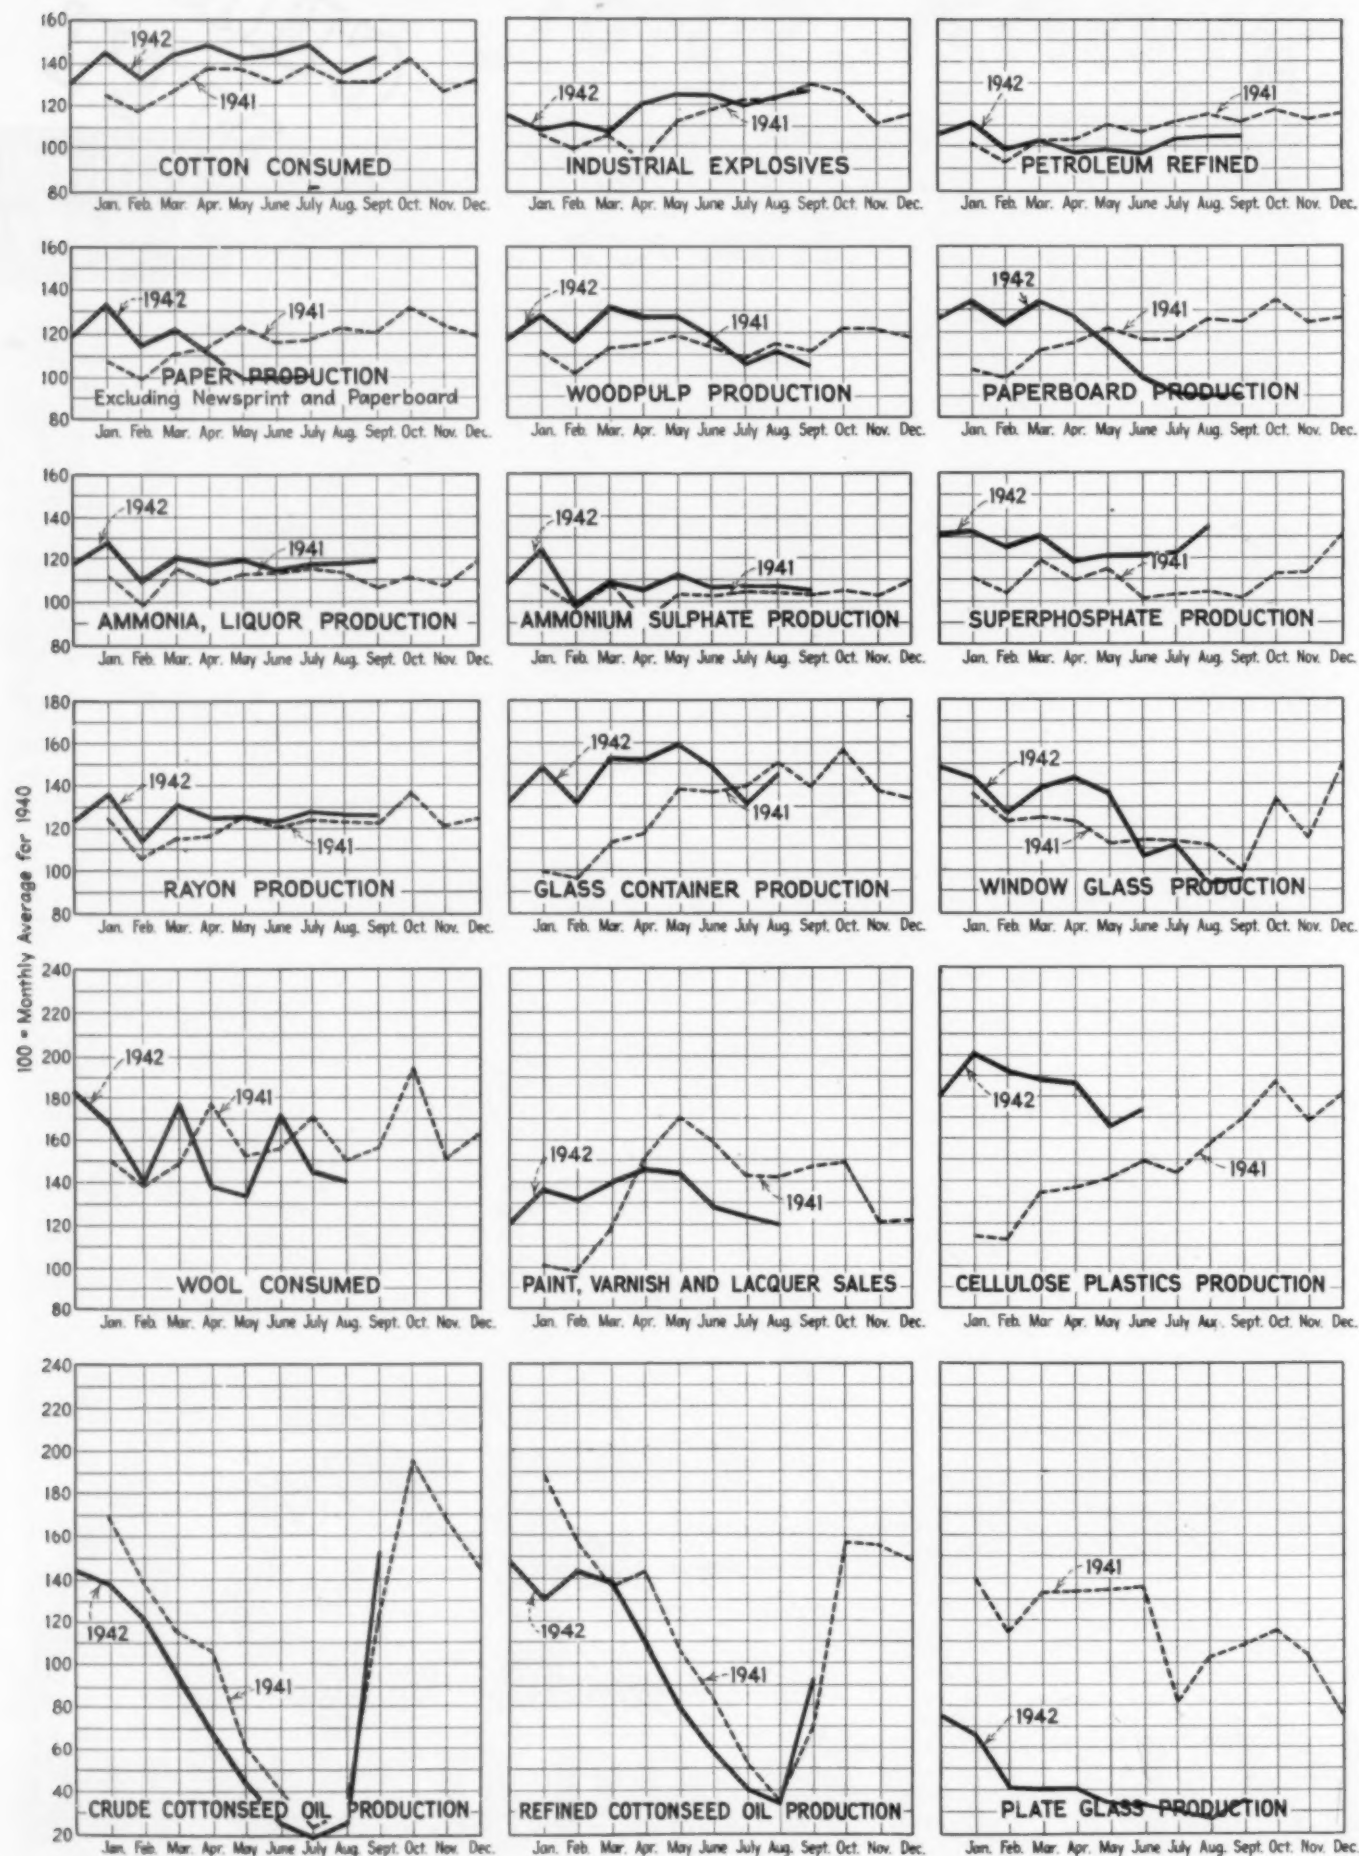 160
140
120
100
80
1942
1941
COTTON CONSUMED
Jan. Feb. Mar. Apr. May June July Aug. Sept. Oct. Nov. Dec.
1942
1941
INDUSTRIAL EXPLOSIVES
Jan. Feb. Mar. Apr. May June July Aug. Sept. Oct. Nov. Dec.
1942
1941
PETROLEUM REFINED
Jan. Feb. Mar. Apr. May June July Aug. Sept. Oct. Nov. Dec.
160
140
120
100
80
1942
1941
PAPER PRODUCTION
Excluding Newsprint and Paperboard
Jan. Feb. Mar. Apr. May June July Aug. Sept. Oct. Nov. Dec.
1942
1941
WOODPULP PRODUCTION
Jan. Feb. Mar. Apr. May June July Aug. Sept. Oct. Nov. Dec.
1942
1941
PAPERBOARD PRODUCTION
Jan. Feb. Mar. Apr. May June July Aug. Sept. Oct. Nov. Dec.
160
140
120
100
80
1942
1941
AMMONIA, LIQUOR PRODUCTION
Jan. Feb. Mar. Apr. May June July Aug. Sept. Oct. Nov. Dec.
1942
1941
AMMONIUM SULPHATE PRODUCTION
Jan. Feb. Mar. Apr. May June July Aug. Sept. Oct. Nov. Dec.
1942
1941
SUPERPHOSPHATE PRODUCTION
Jan. Feb. Mar. Apr. May June July Aug. Sept. Oct. Nov. Dec.
100 = Monthly Average for 1940
180
160
140
120
100
80
1942
1941
RAYON PRODUCTION
Jan. Feb. Mar. Apr. May June July Aug. Sept. Oct. Nov. Dec.
1942
1941
GLASS CONTAINER PRODUCTION
Jan. Feb. Mar. Apr. May June July Aug. Sept. Oct. Nov. Dec.
1942
1941
WINDOW GLASS PRODUCTION
Jan. Feb. Mar. Apr. May June July Aug. Sept. Oct. Nov. Dec.
240
220
200
180
160
140
120
100
80
1942
1941
WOOL CONSUMED
Jan. Feb. Mar. Apr. May June July Aug. Sept. Oct. Nov. Dec.
1942
1941
PAINT, VARNISH AND LACQUER SALES
Jan. Feb. Mar. Apr. May June July Aug. Sept. Oct. Nov. Dec.
1942
1941
CELLULOSE PLASTICS PRODUCTION
Jan. Feb. Mar Apr. May June July Aug. Sept. Oct. Nov. Dec.
240
220
200
180
160
140
120
100
80
60
40
20
1942
1941
CRUDE COTTONSEED OIL PRODUCTION
Jan. Feb. Mar. Apr. May June July Aug. Sept. Oct. Nov. Dec.
1942
1941
REFINED COTTONSEED OIL PRODUCTION
Jan. Feb. Mar. Apr. May June July Aug. Sept. Oct. Nov. Dec.
1941
1942
PLATE GLASS PRODUCTION
Jan. Feb. Mar. Apr. May June July Aug. Sept. Oct. Nov. Dec.